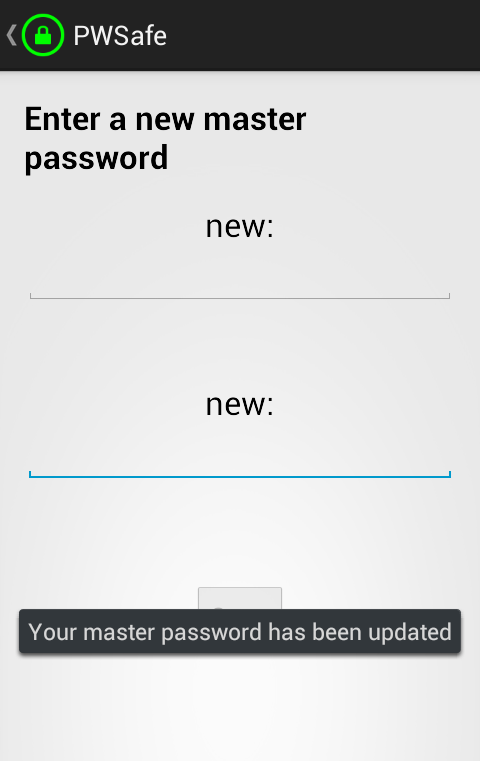 PWSafe
Enter a new master
password
new:
new:
Your master password has been updated